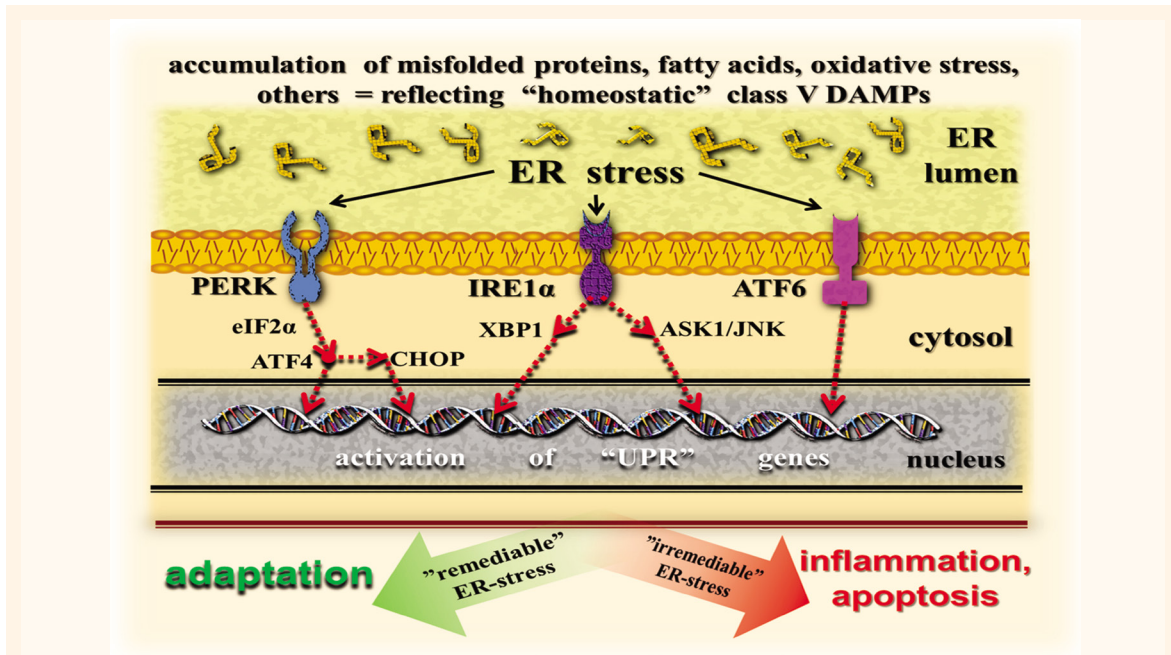 accumulation of misfolded proteins, fatty acids, oxidative stress,
others = reflecting “homeostatic” class V DAMPs
ER
lumen
ER stress
PERK
IRE1α
ATF6
eIF2α
XBP1
ASK1/JNK
cytosol
ATF4
CHOP
activation of “UPR” genes
nucleus
adaptation
”remediable”
ER-stress
”irremediable”
ER-stress
inflammation,
apoptosis